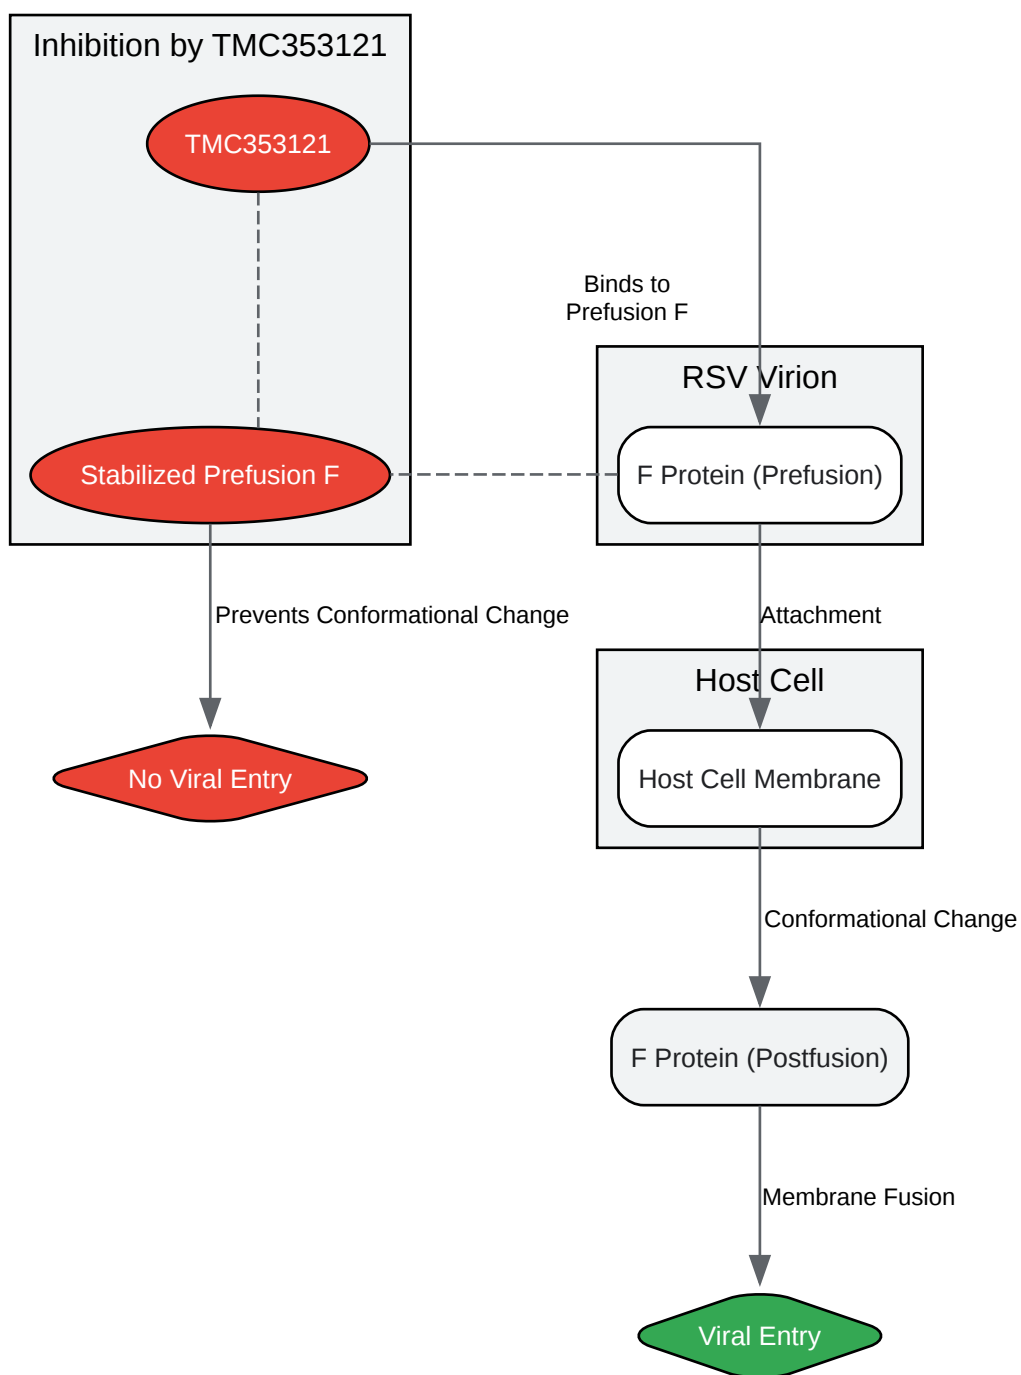 Inhibition by TMC353121
TMC353121
Binds to
Prefusion F
RSV Virion
Stabilized Prefusion F
F Protein (Prefusion)
Prevents Conformational Change
Attachment
Host Cell
No Viral Entry
Host Cell Membrane
Conformational Change
F Protein (Postfusion)
Membrane Fusion
Viral Entry